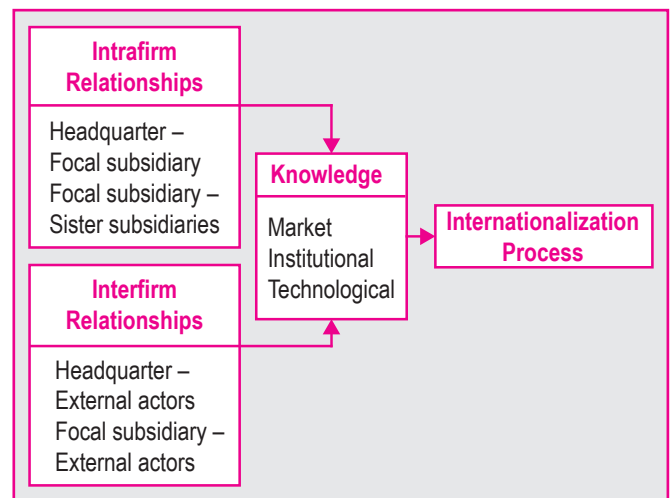 Intrafirm
Relationships
Headquarter –
Focal subsidiary
Focal subsidiary –
Sister subsidiaries
Knowledge
Market
Institutional
Technological
Internationalization
Process
Interfirm
Relationships
Headquarter –
External actors
Focal subsidiary –
External actors